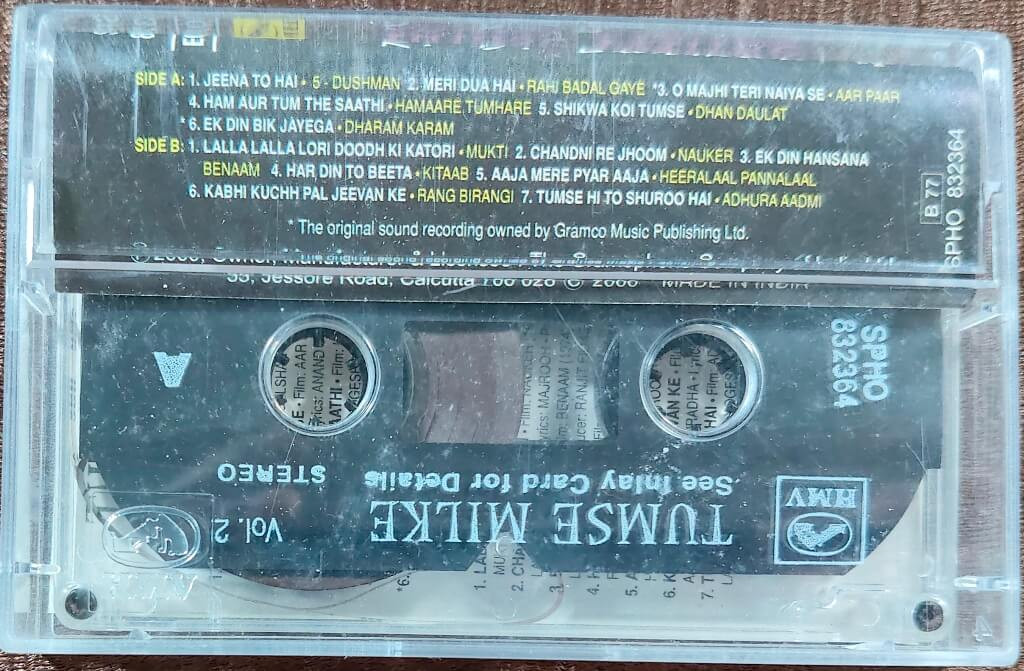 SIDE A: 1. JEENA TO HAI • 5 - DUSHMAN 2. MERI DUA HAI • RAHI BADAL GAYE *3. O MAJHI TERI NAIYA SE • AAR PAAR
4. HAM AUR TUM THE SAATHI • HAMAARE TUMHARE 5. SHIKWA KOI TUMSE • DHAN DAULAT
* 6. EK DIN BIK JAYEGA • DHARAM KARAM
SIDE B: 1. LALLA LALLA LORI DOODH KI KATORI • MUKTI 2. CHANDNI RE JHOOM • NAUKER 3. EK DIN HANSANA
BENAAM 4. HAR DIN TO BEETA • KITAAB 5. AAJA MERE PYAR AAJA • HEERALAAL PANNALAAL
6. KABHI KUCHH PAL JEEVAN KE • RANG BIRANGI 7. TUMSE HI TO SHUROO HAI • ADHURA AADMI
* The original sound recording owned by Gramco Music Publishing Ltd.
B 77
SPHO 832364
55, Jessore Road, Calcutta 700 028 © 2000 MADE IN INDIA
A
SPHO
832364
STEREO
See Inlay Card for Details
TUMSE MILKE
Vol. 2
HMV
4